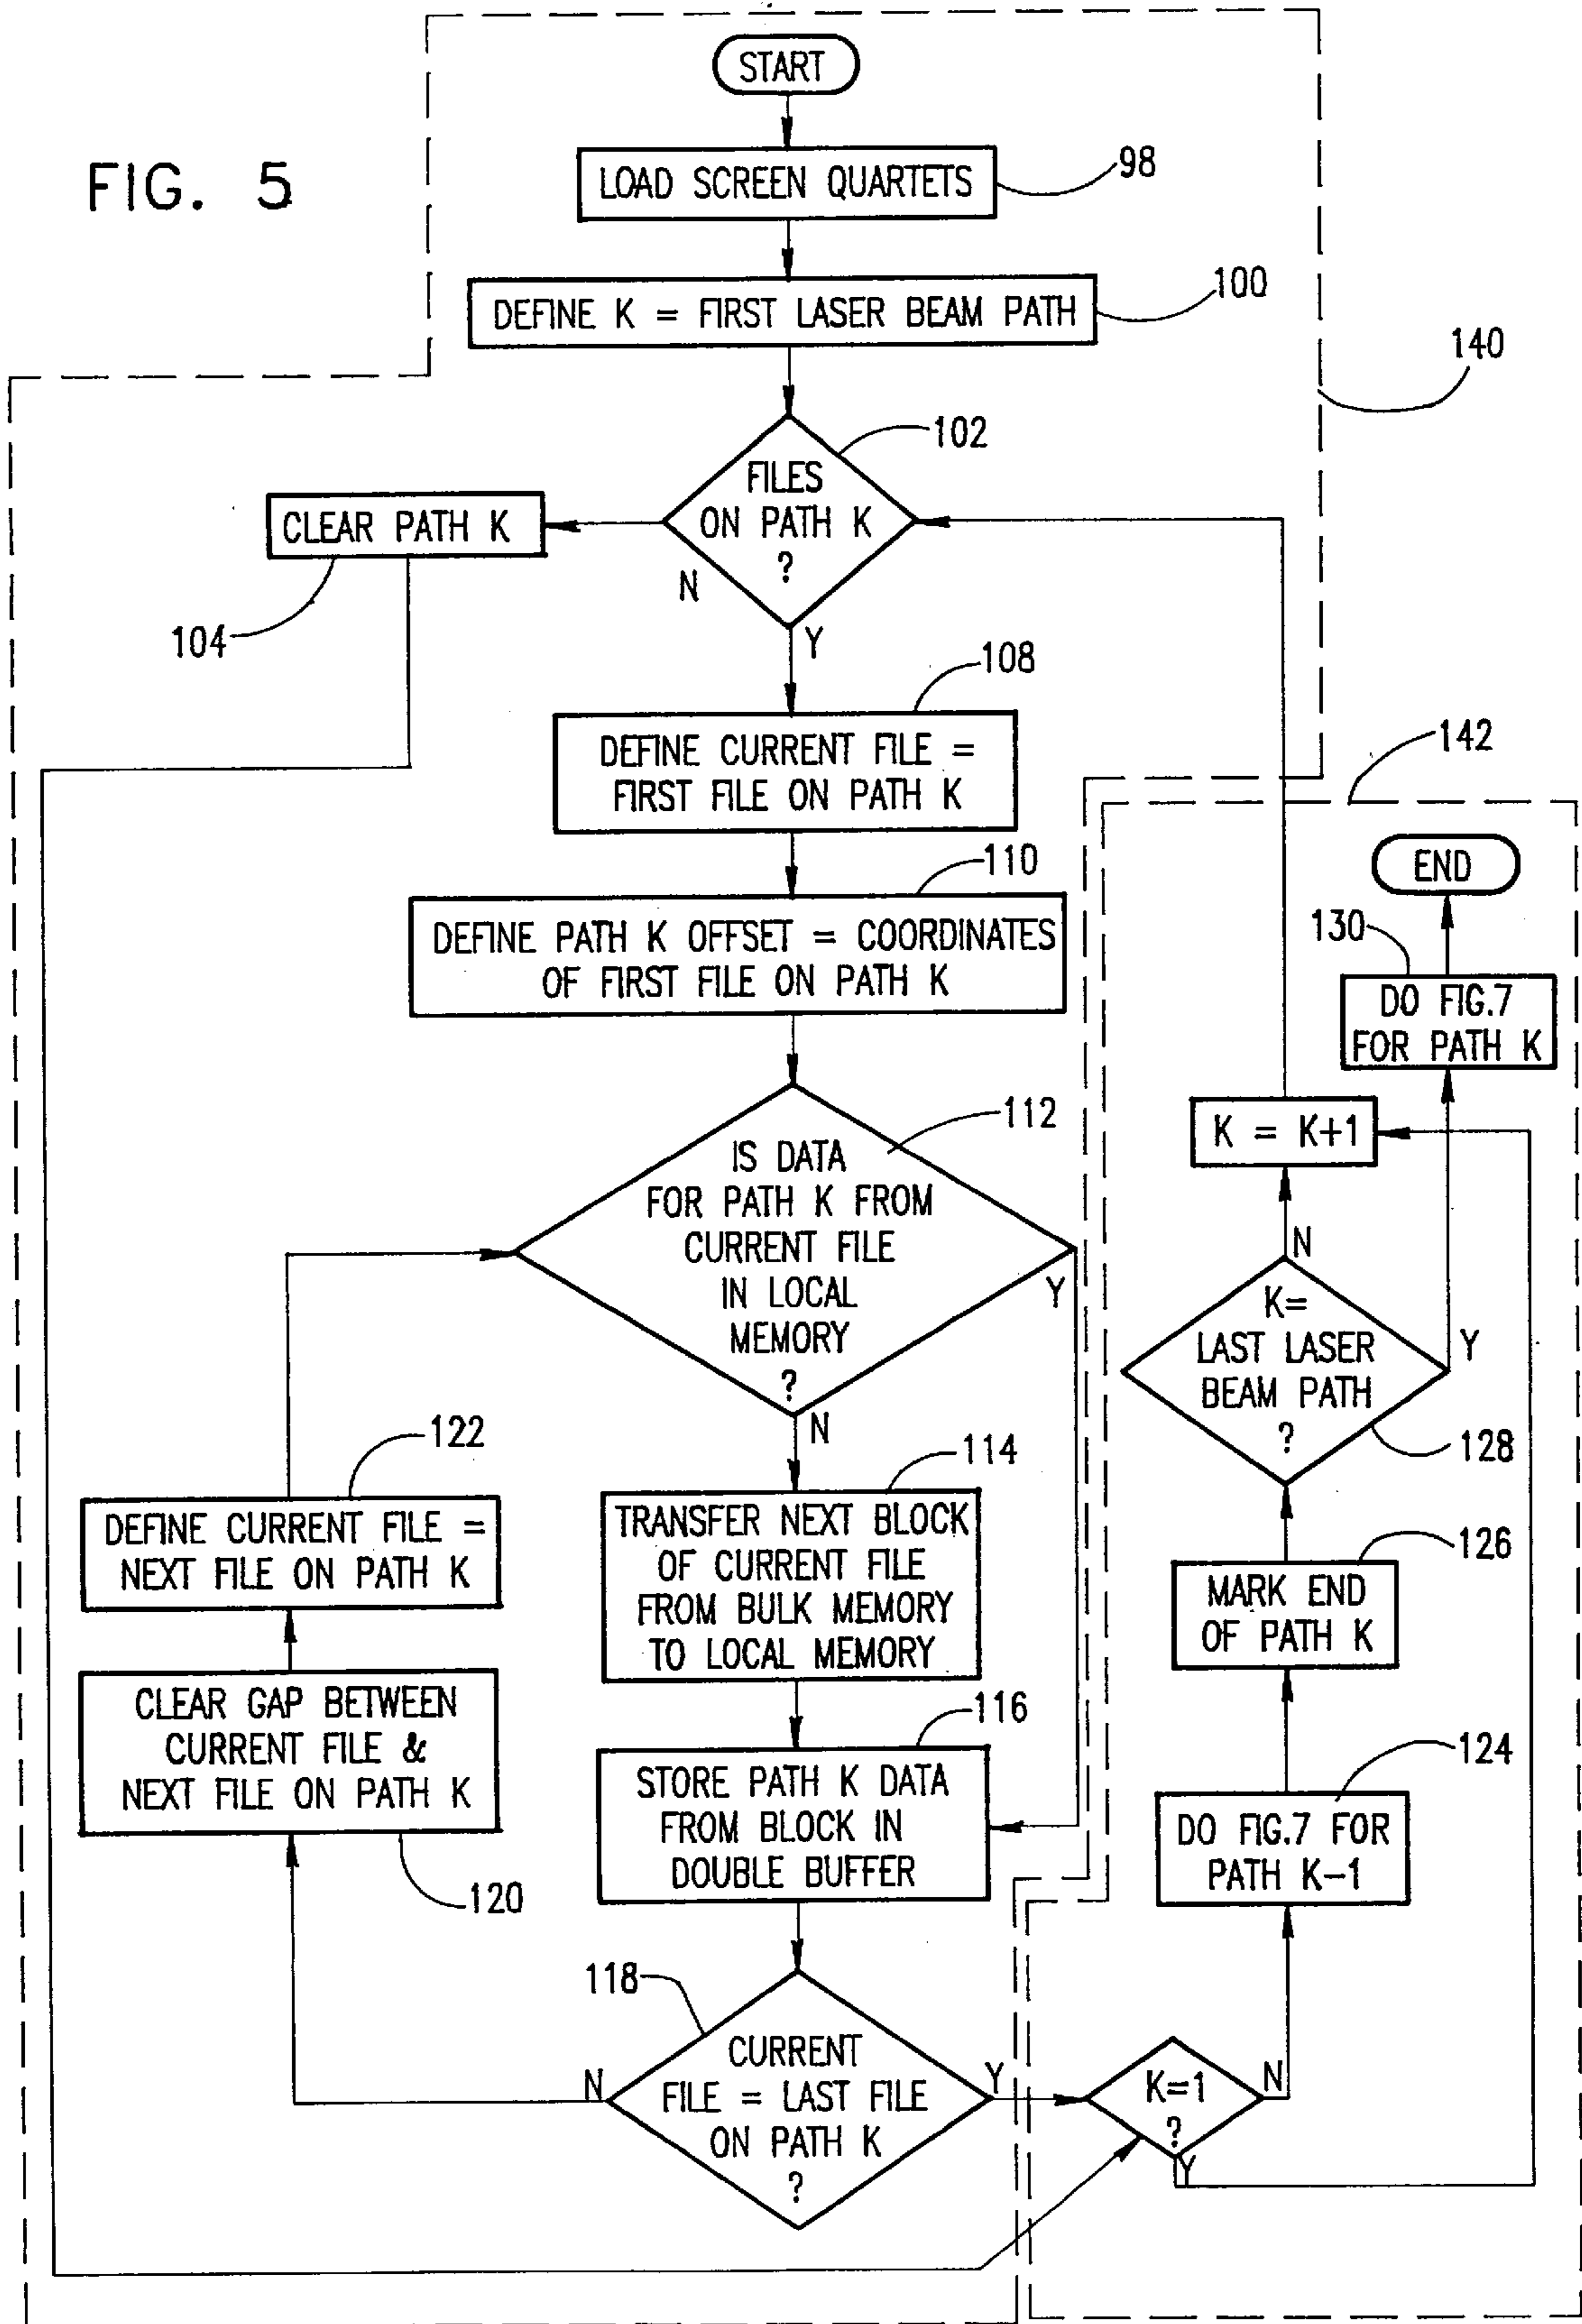 FIG. 5
START
LOAD SCREEN QUARTETS
98
DEFINE K = FIRST LASER BEAM PATH
100
140
102
FILES
ON PATH K
?
N
Y
CLEAR PATH K
104
108
DEFINE CURRENT FILE =
FIRST FILE ON PATH K
110
DEFINE PATH K OFFSET = COORDINATES
OF FIRST FILE ON PATH K
112
IS DATA
FOR PATH K FROM
CURRENT FILE
IN LOCAL
MEMORY
?
Y
N
114
TRANSFER NEXT BLOCK
OF CURRENT FILE
FROM BULK MEMORY
TO LOCAL MEMORY
116
STORE PATH K DATA
FROM BLOCK IN
DOUBLE BUFFER
118
CURRENT
FILE = LAST FILE
ON PATH K
?
N
Y
120
CLEAR GAP BETWEEN
CURRENT FILE &
NEXT FILE ON PATH K
122
DEFINE CURRENT FILE =
NEXT FILE ON PATH K
142
END
130
DO FIG.7
FOR PATH K
K = K+1
N
K=
LAST LASER
BEAM PATH
?
Y
128
126
MARK END
OF PATH K
124
DO FIG.7 FOR
PATH K-1
K=1
?
N
Y